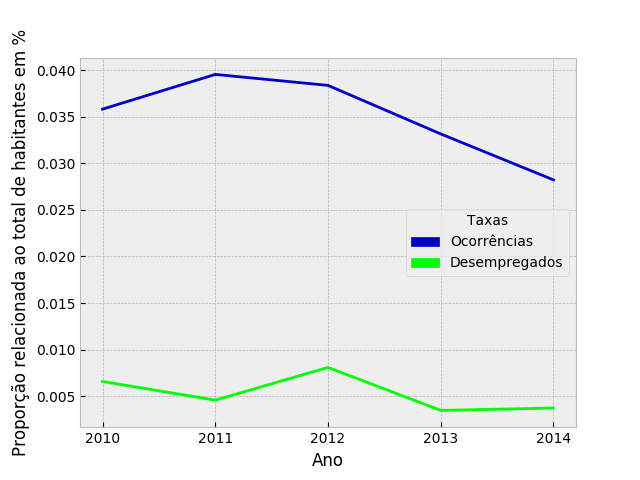 Proporção relacionada ao total de habitantes em %
0.040
0.035
0.030
0.025
0.020
0.015
0.010
0.005
Taxas
Ocorrências
Desempregados
2010 2011 2012 2013 2014
Ano